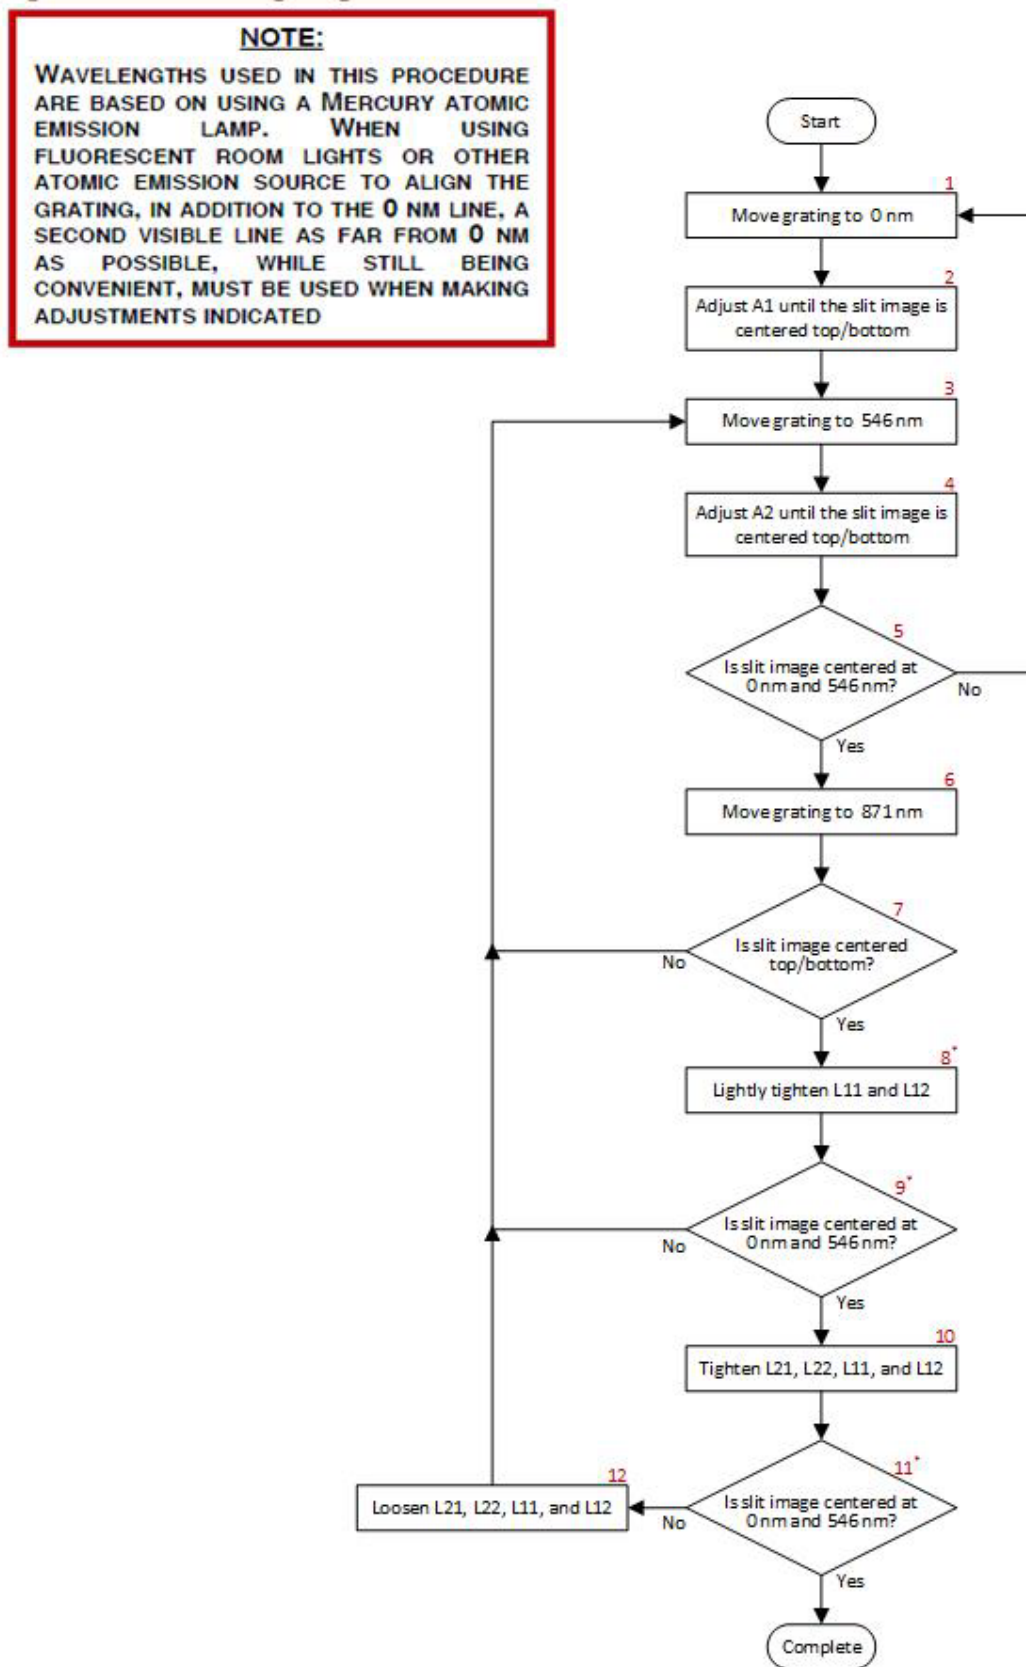 NOTE:
WAVELENGTHS USED IN THIS PROCEDURE
ARE BASED ON USING A MERCURY ATOMIC
EMISSION LAMP. WHEN USING
FLUORESCENT ROOM LIGHTS OR OTHER
ATOMIC EMISSION SOURCE TO ALIGN THE
GRATING, IN ADDITION TO THE 0 NM LINE, A
SECOND VISIBLE LINE AS FAR FROM 0 NM
AS POSSIBLE, WHILE STILL BEING
CONVENIENT, MUST BE USED WHEN MAKING
ADJUSTMENTS INDICATED
Start
1
Move grating to 0 nm
2
Adjust A1 until the slit image is
centered top/bottom
3
Move grating to 546 nm
4
Adjust A2 until the slit image is
centered top/bottom
5
Is slit image centered at
0 nm and 546 nm?
No
Yes
6
Move grating to 871 nm
7
Is slit image centered
top/bottom?
No
Yes
8*
Lightly tighten L11 and L12
9*
Is slit image centered at
0 nm and 546 nm?
No
Yes
10
Tighten L21, L22, L11, and L12
11*
Is slit image centered at
0 nm and 546 nm?
No
12
Loosen L21, L22, L11, and L12
Yes
Complete